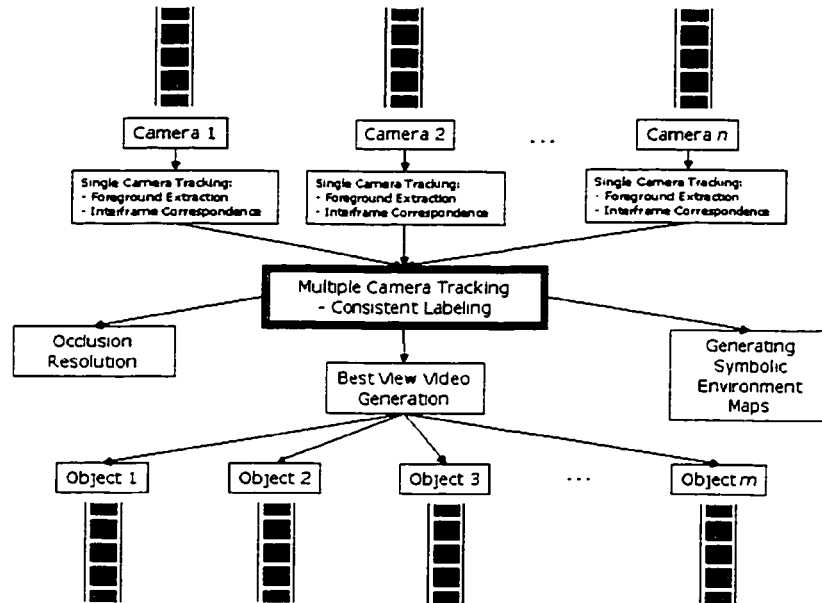 Camera 1
Camera 2
...
Camera n
Single Camera Tracking:
- Foreground Extraction
- Interframe Correspondence
Single Camera Tracking:
- Foreground Extraction
- Interframe Correspondence
Single Camera Tracking:
- Foreground Extraction
- Interframe Correspondence
Multiple Camera Tracking
- Consistent Labeling
Occlusion
Resolution
Best View Video
Generation
Generating
Symbolic
Environment
Maps
Object 1
Object 2
Object 3
...
Object m